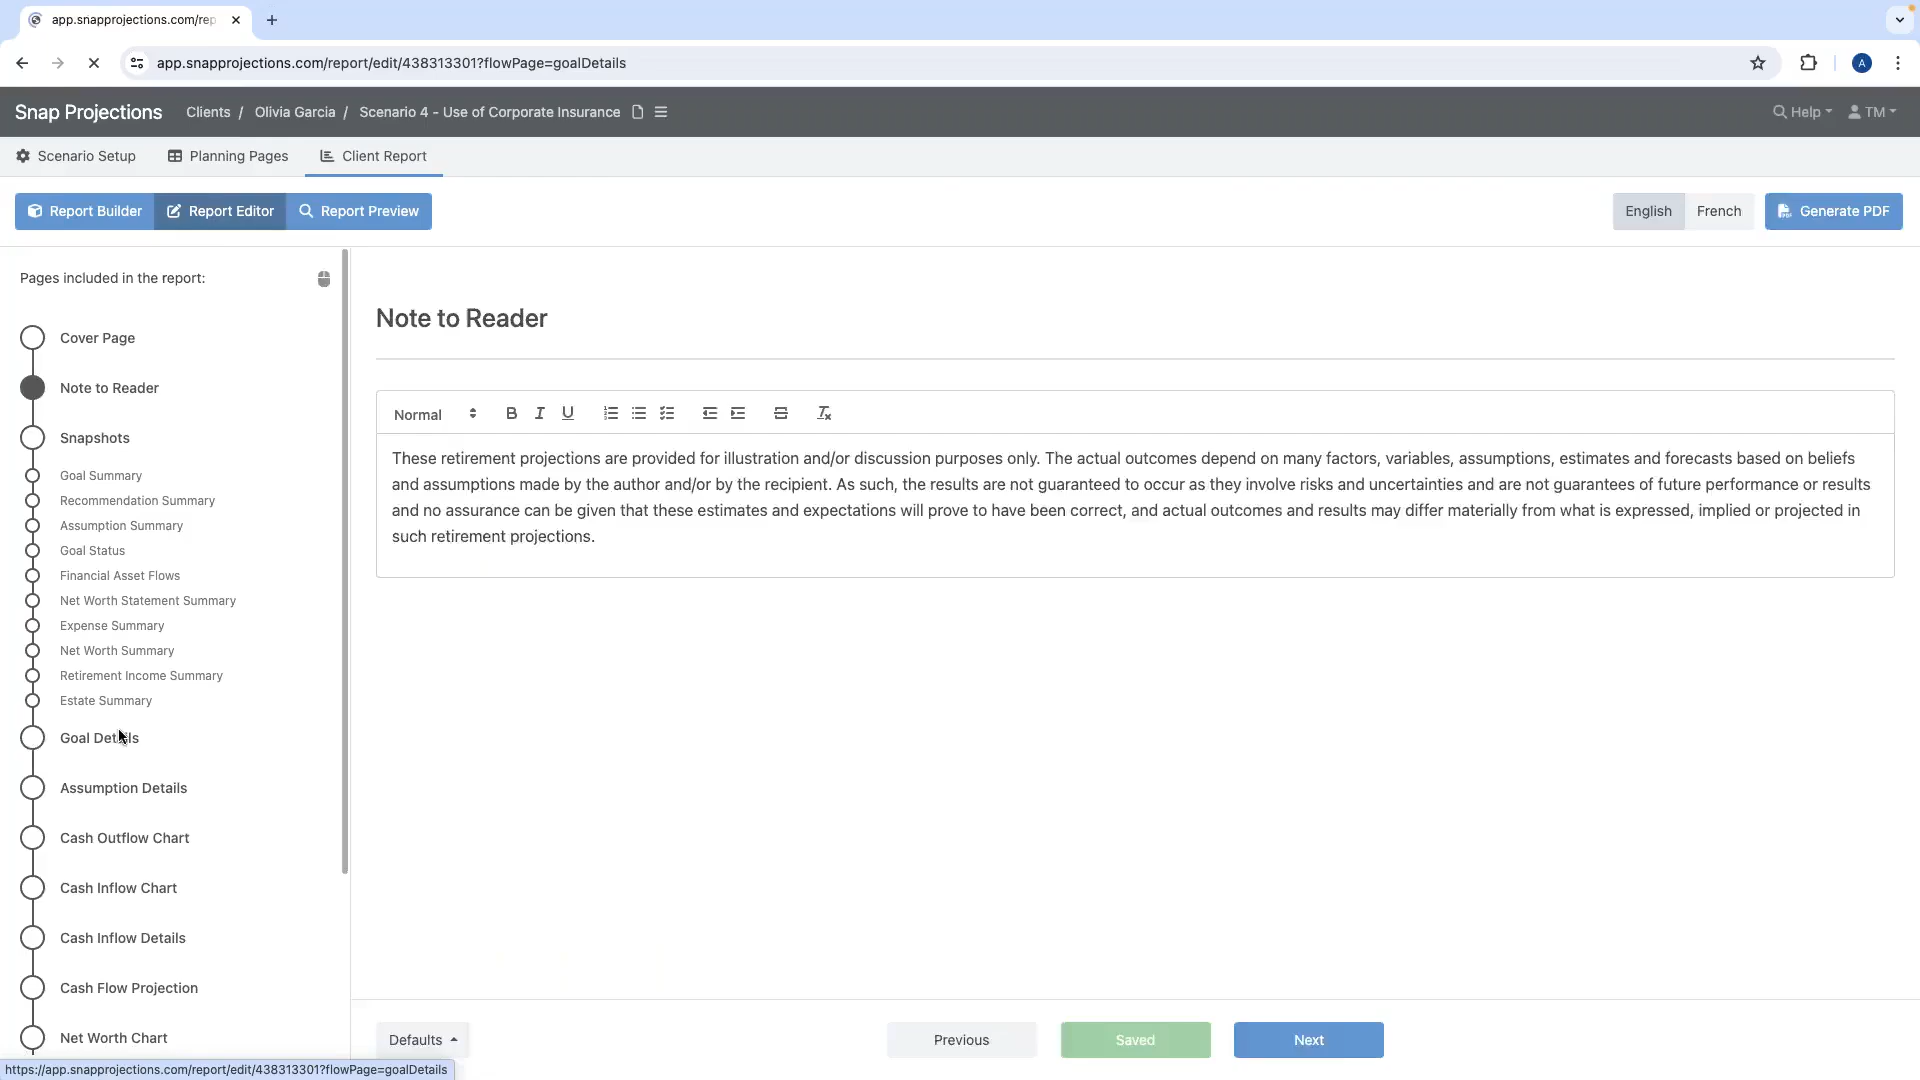 app.snapprojections.com/rep
app.snapprojections.com/report/edit/438313301?flowPage=goalDetails
A
Snap Projections
Clients / Olivia Garcia / Scenario 4 - Use of Corporate Insurance
Help
TM
Scenario Setup
Planning Pages
Client Report
Report Builder
Report Editor
Report Preview
English
French
Generate PDF
Pages included in the report:
Cover Page
Note to Reader
Snapshots
Goal Summary
Recommendation Summary
Assumption Summary
Goal Status
Financial Asset Flows
Net Worth Statement Summary
Expense Summary
Net Worth Summary
Retirement Income Summary
Estate Summary
Goal Details
Assumption Details
Cash Outflow Chart
Cash Inflow Chart
Cash Inflow Details
Cash Flow Projection
Net Worth Chart
Note to Reader
Normal
B I U
These retirement projections are provided for illustration and/or discussion purposes only. The actual outcomes depend on many factors, variables, assumptions, estimates and forecasts based on beliefs
and assumptions made by the author and/or by the recipient. As such, the results are not guaranteed to occur as they involve risks and uncertainties and are not guarantees of future performance or results
and no assurance can be given that these estimates and expectations will prove to have been correct, and actual outcomes and results may differ materially from what is expressed, implied or projected in
such retirement projections.
Defaults
Previous
Saved
Next
https://app.snapprojections.com/report/edit/438313301?flowPage=goalDetails